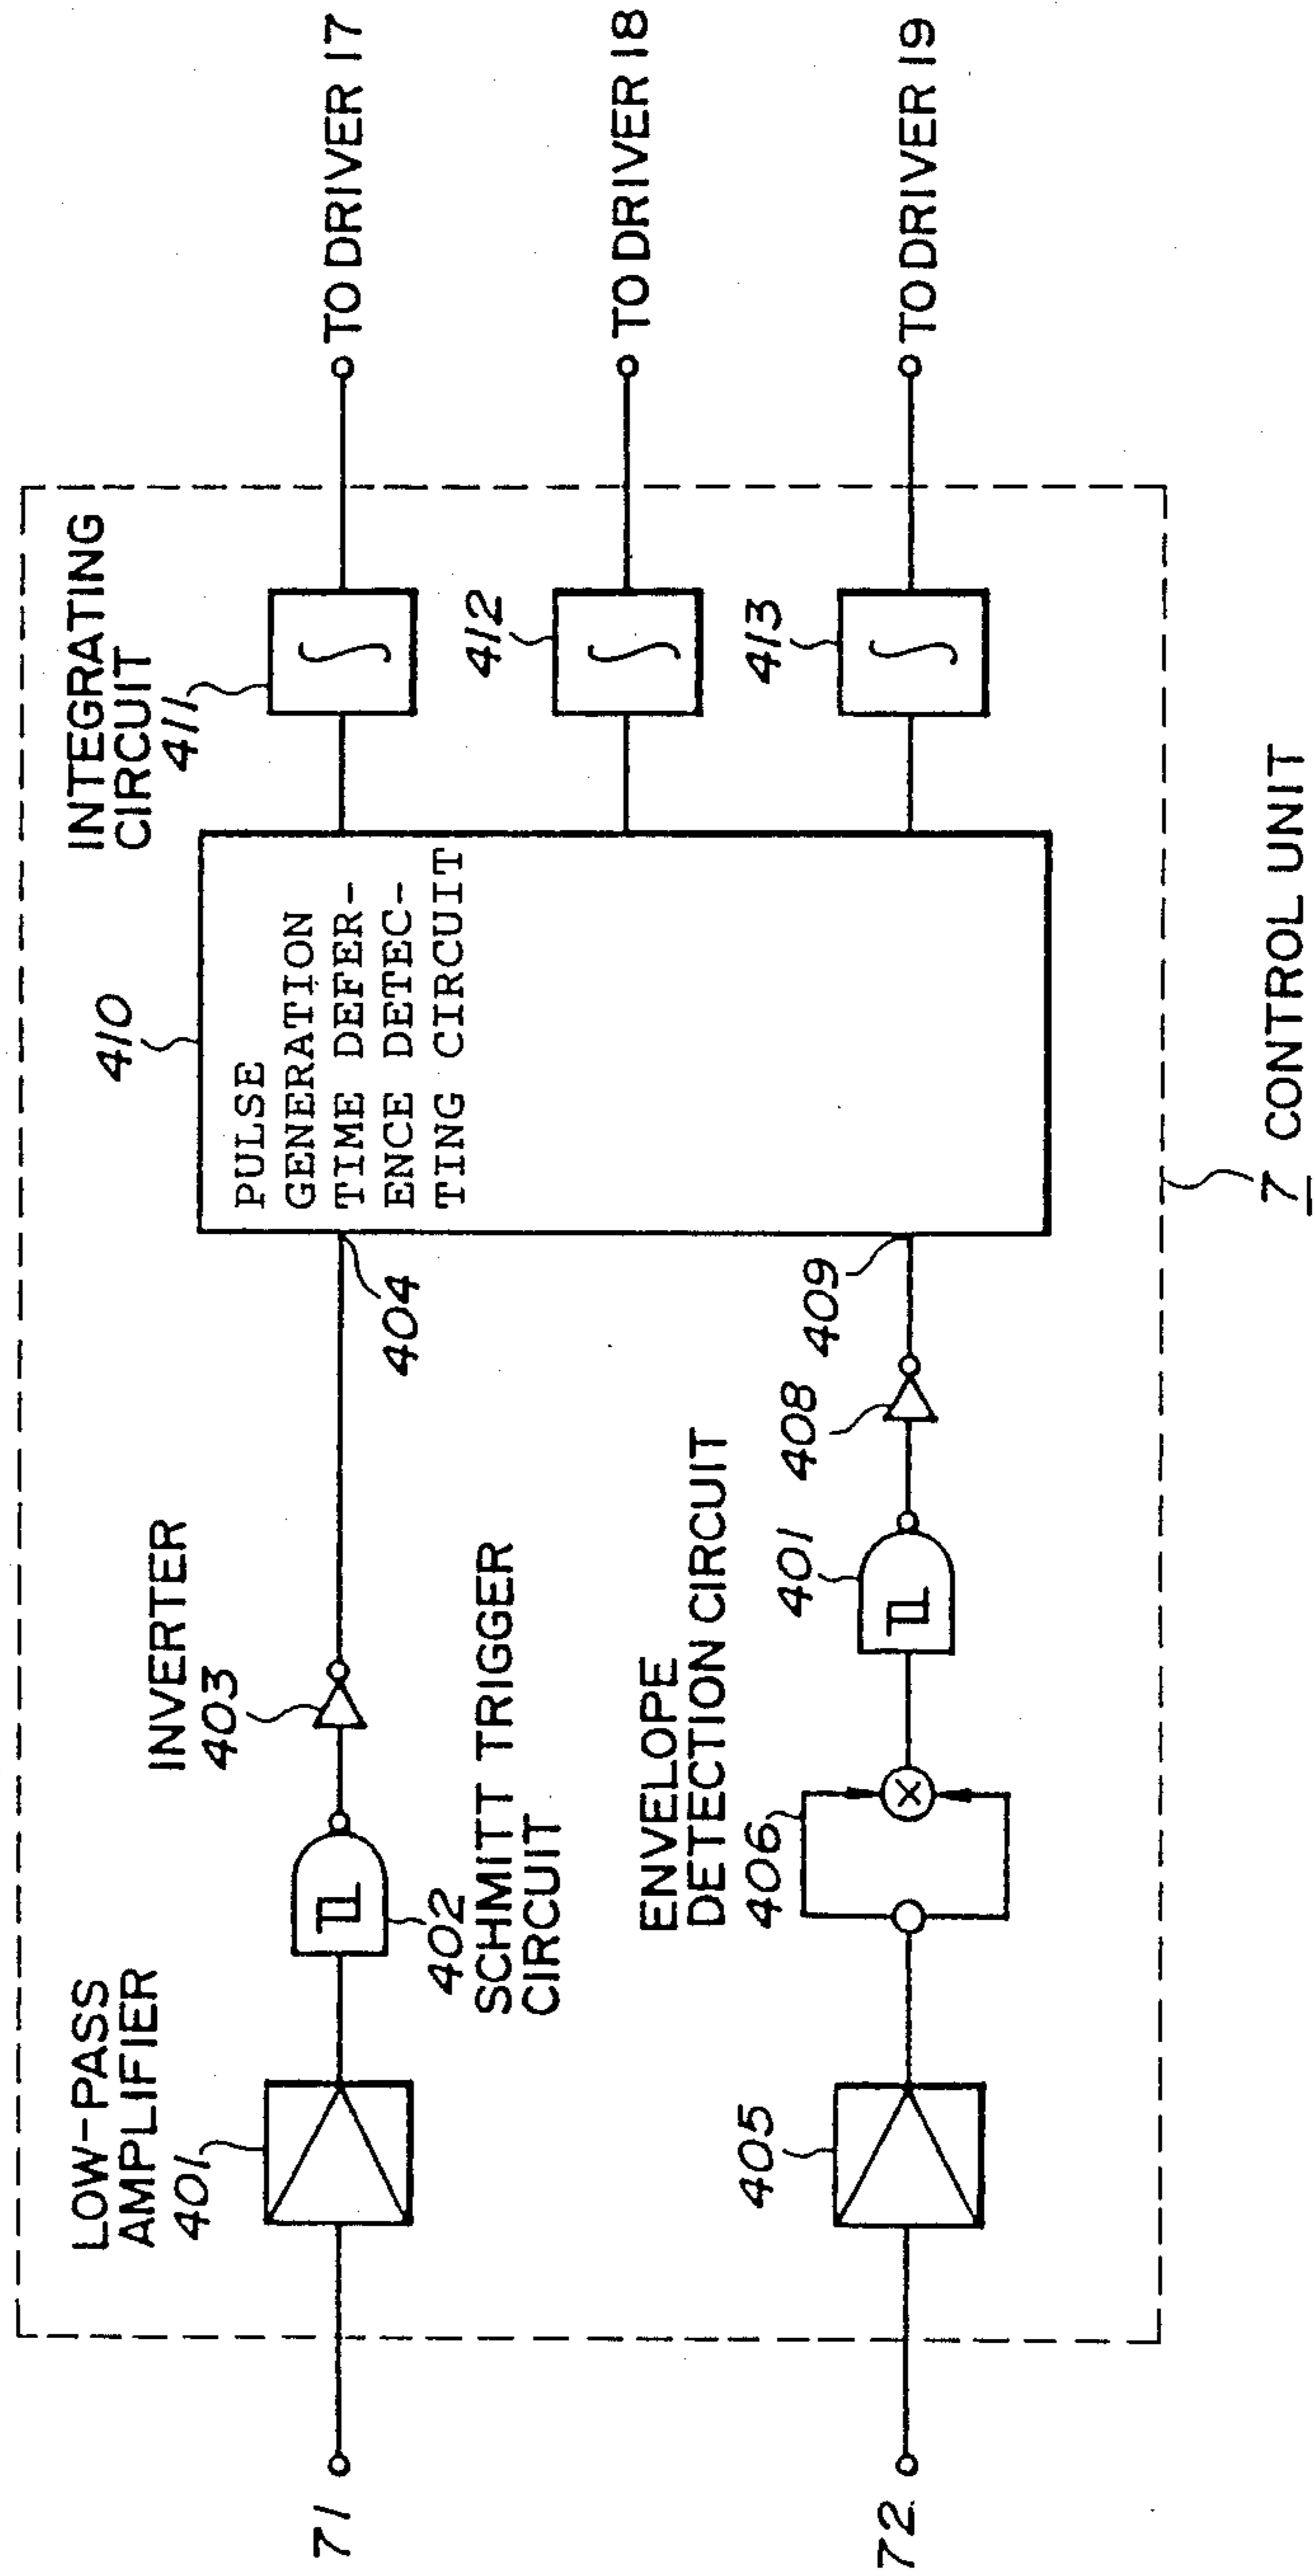 LOW-PASS
AMPLIFIER
401
71
402
SCHMITT TRIGGER
CIRCUIT
INVERTER
403
404
410
PULSE
GENERATION
TIME DEFER-
ENCE DETEC-
TING CIRCUIT
INTEGRATING
CIRCUIT
411
TO DRIVER 17
412
TO DRIVER 18
413
TO DRIVER 19
72
405
ENVELOPE
DETECTION CIRCUIT
406
401
408
409
7 CONTROL UNIT